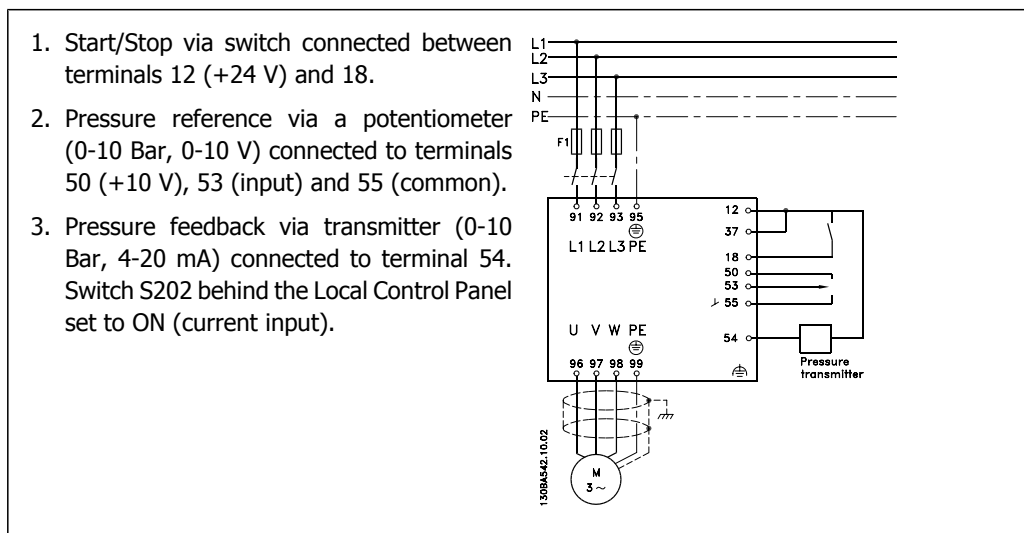 1. Start/Stop via switch connected between
terminals 12 (+24 V) and 18.
2. Pressure reference via a potentiometer
(0-10 Bar, 0-10 V) connected to terminals
50 (+10 V), 53 (input) and 55 (common).
3. Pressure feedback via transmitter (0-10
Bar, 4-20 mA) connected to terminal 54.
Switch S202 behind the Local Control Panel
set to ON (current input).
L1
L2
L3
N
PE
F1
91 92 93 95
L1 L2 L3 PE
12
37
18
50
53
55
54
U V W PE
96 97 98 99
Pressure
transmitter
M
3~
130BA542.10.02